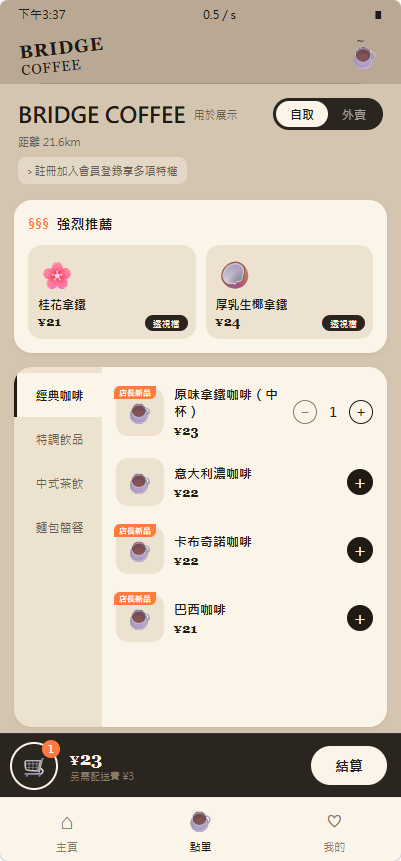 下午3:37
0.5 / s
BRIDGE
COFFEE
BRIDGE COFFEE 用於展示
自取
外賣
距離 21.6km
› 註冊加入會員登錄享多項特權
§§§ 強烈推薦
桂花拿鐵
¥21
透視檔
厚乳生椰拿鐵
¥24
透視檔
經典咖啡
特調飲品
中式茶飲
麵包簡餐
店長新品
原味拿鐵咖啡(中
杯)
¥23
− 1 +
意大利濃咖啡
¥22
+
店長新品
卡布奇諾咖啡
¥22
+
店長新品
巴西咖啡
¥21
+
1
¥23
另需配送費 ¥3
結算
主頁
點單
我的